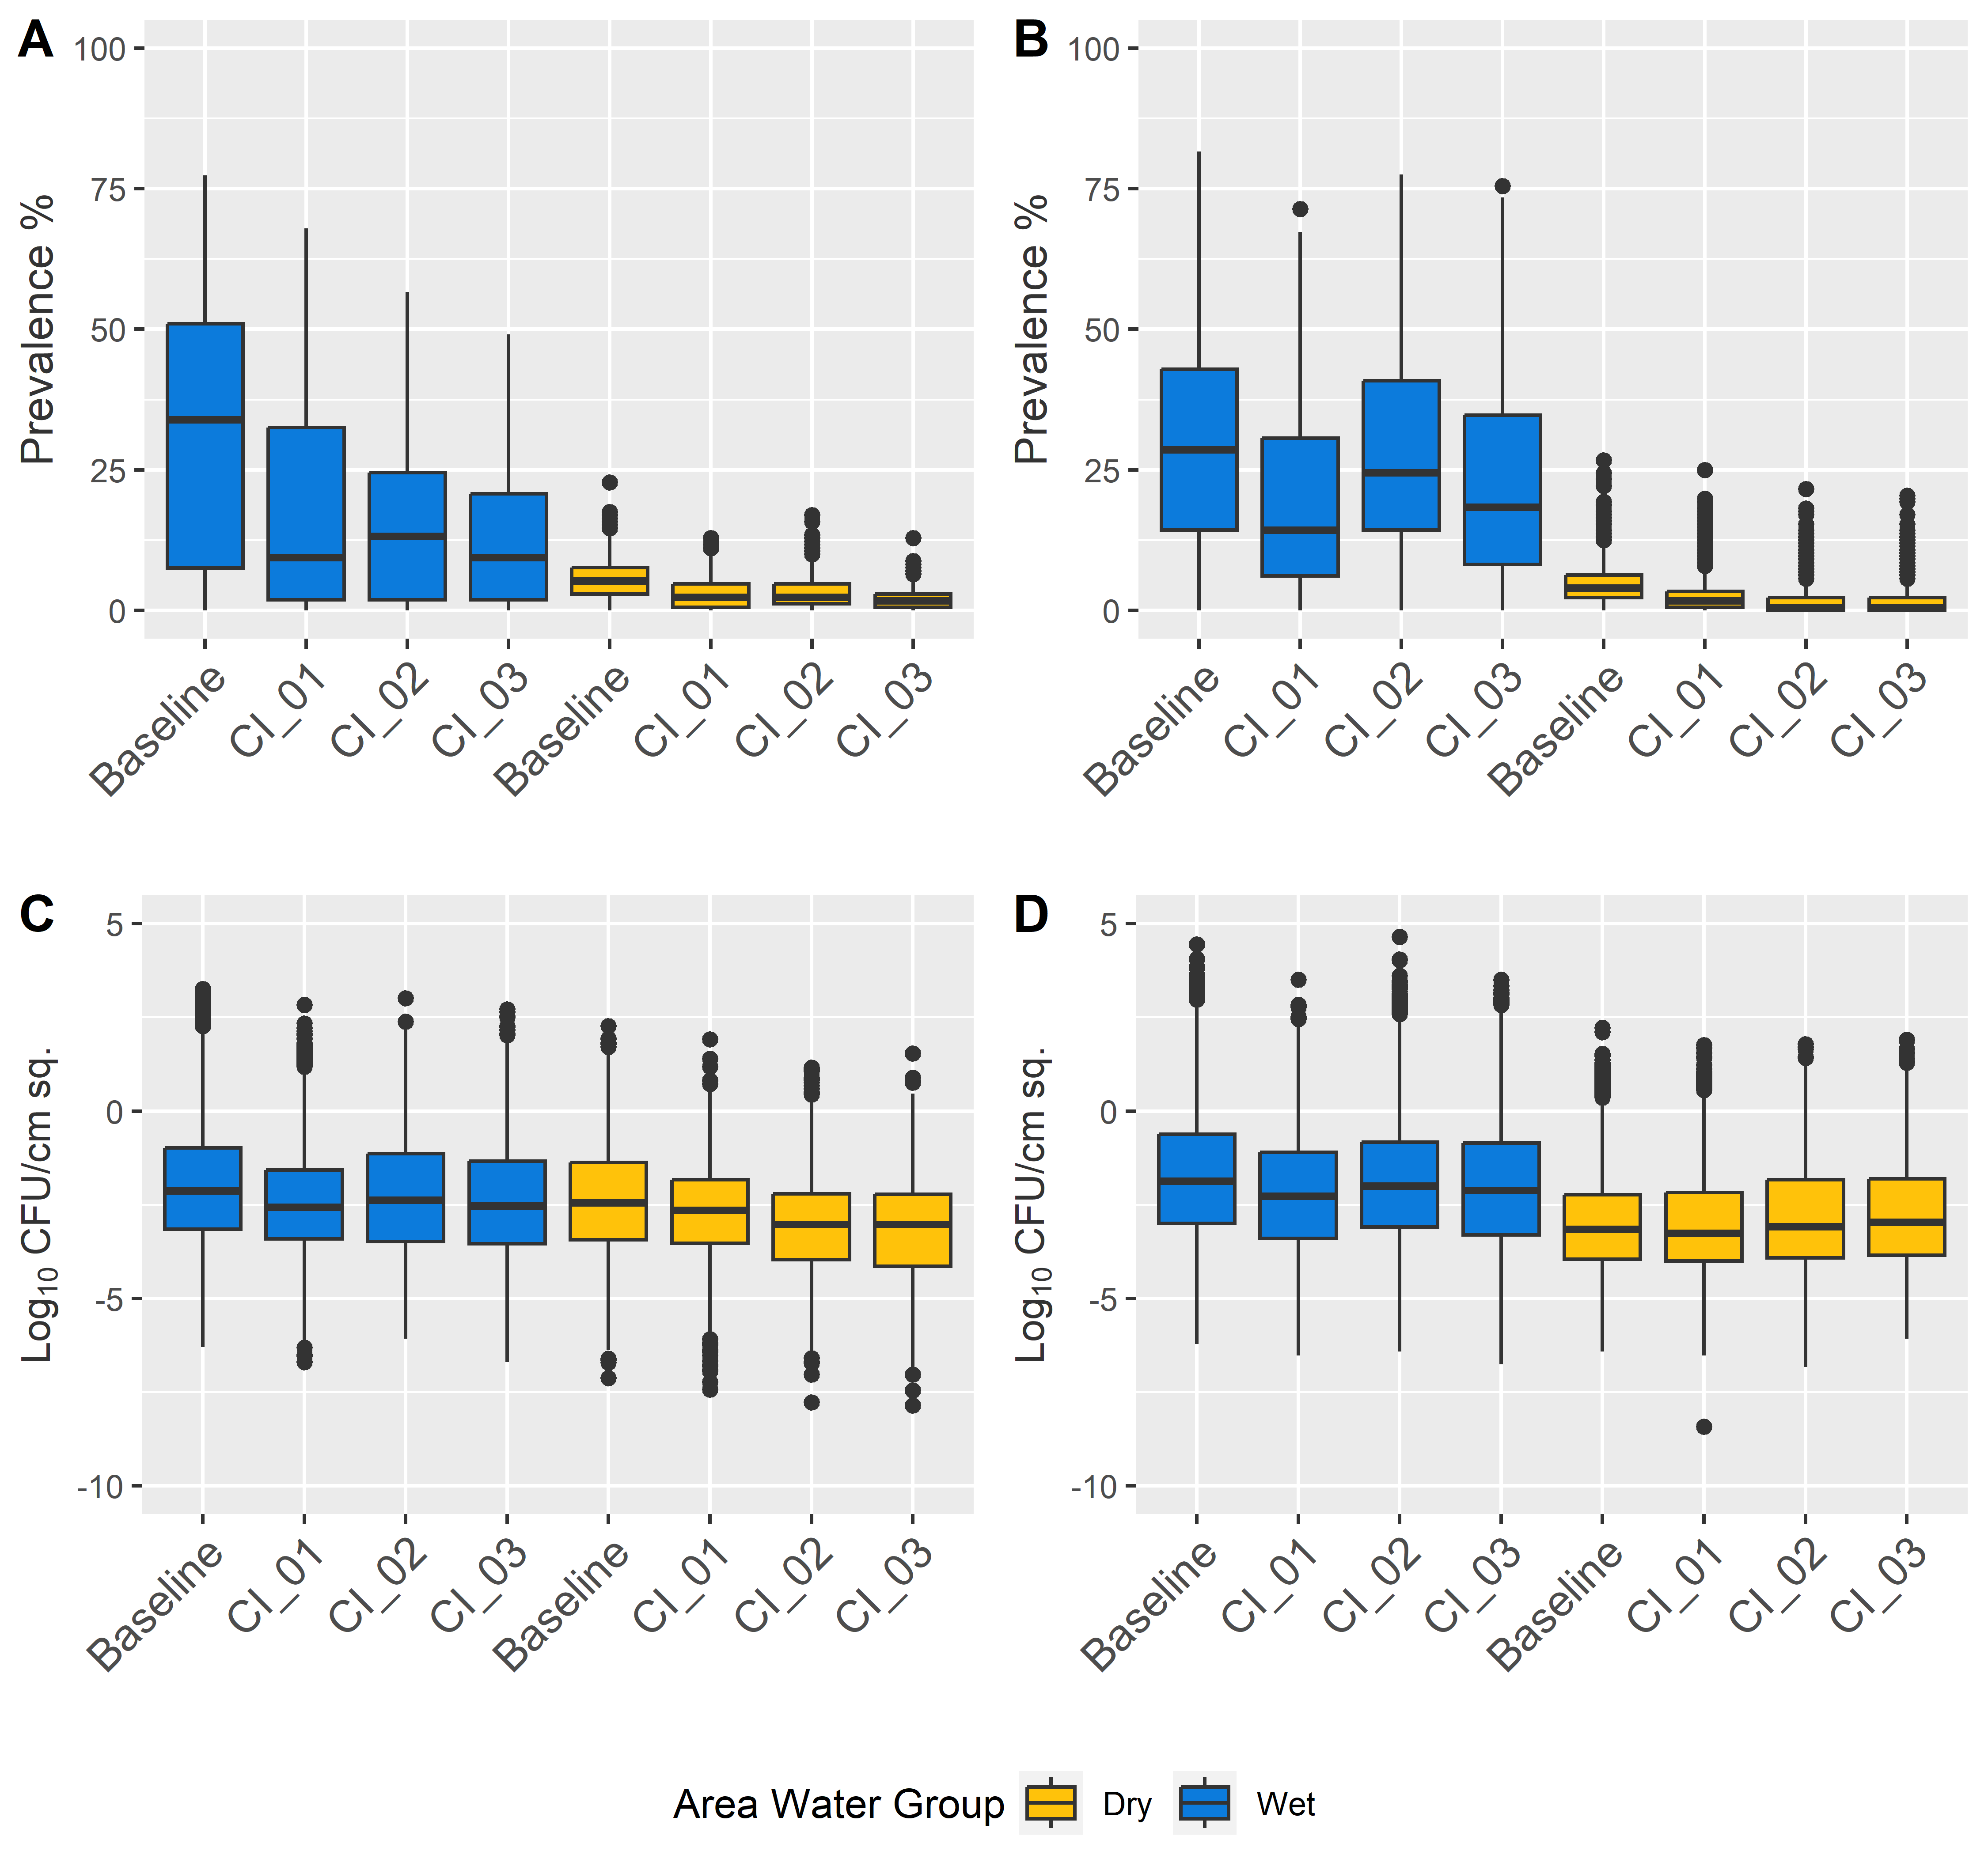 A
B
Prevalence %
100
75
50
25
0
Baseline
CI_01
CI_02
CI_03
Baseline
CI_01
CI_02
CI_03
Prevalence %
100
75
50
25
0
Baseline
CI_01
CI_02
CI_03
Baseline
CI_01
CI_02
CI_03
C
D
Log10 CFU/cm sq.
5
0
-5
-10
Baseline
CI_01
CI_02
CI_03
Baseline
CI_01
CI_02
CI_03
Log10 CFU/cm sq.
5
0
-5
-10
Baseline
CI_01
CI_02
CI_03
Baseline
CI_01
CI_02
CI_03
Area Water Group Dry Wet